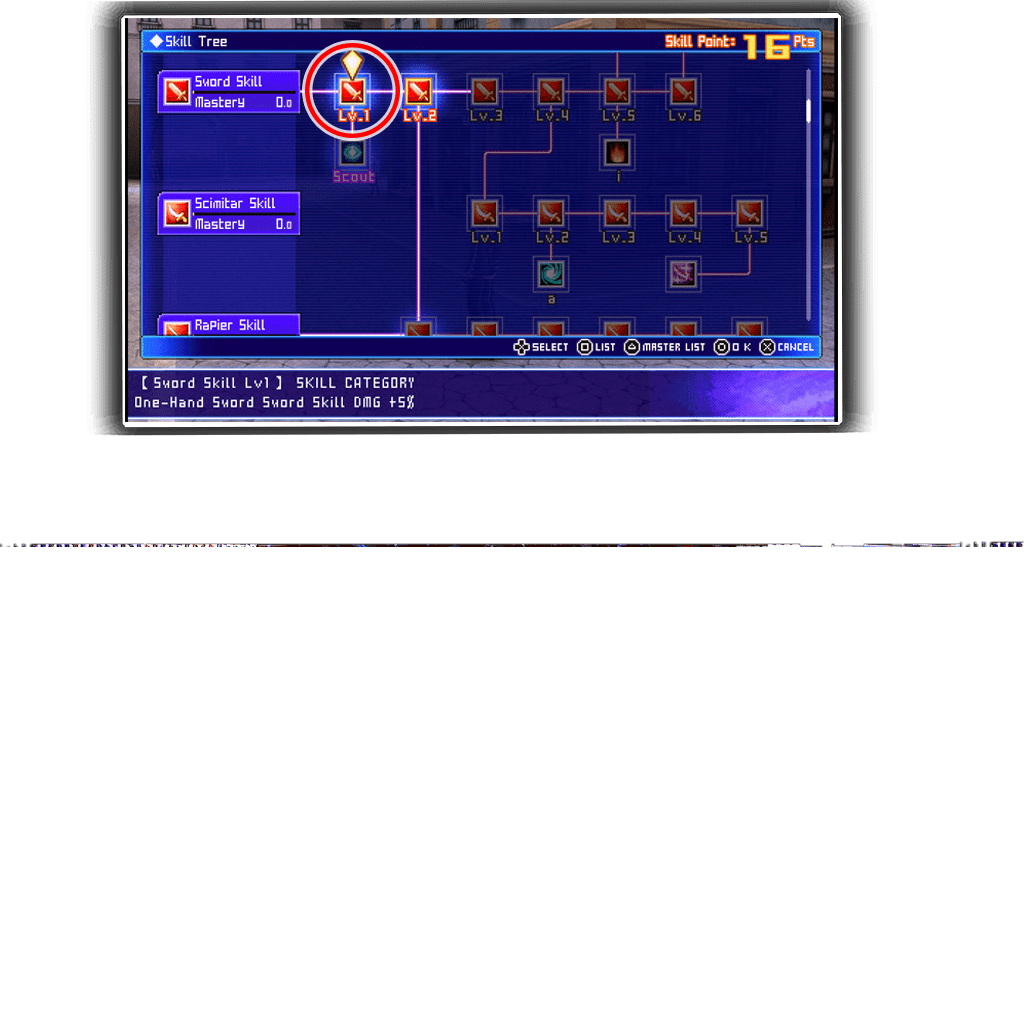 Skill Tree
Skill Point: 16 Pts
Sword Skill
Mastery 0.0
Lv.1 Lv.2 Lv.3 Lv.4 Lv.5 Lv.6
Scout
i
Scimitar Skill
Mastery 0.0
Lv.1 Lv.2 Lv.3 Lv.4 Lv.5
a
Rapier Skill
SELECT LIST MASTER LIST O K CANCEL
【Sword Skill Lv1】 SKILL CATEGORY
One-Hand Sword Sword Skill DMG +5%